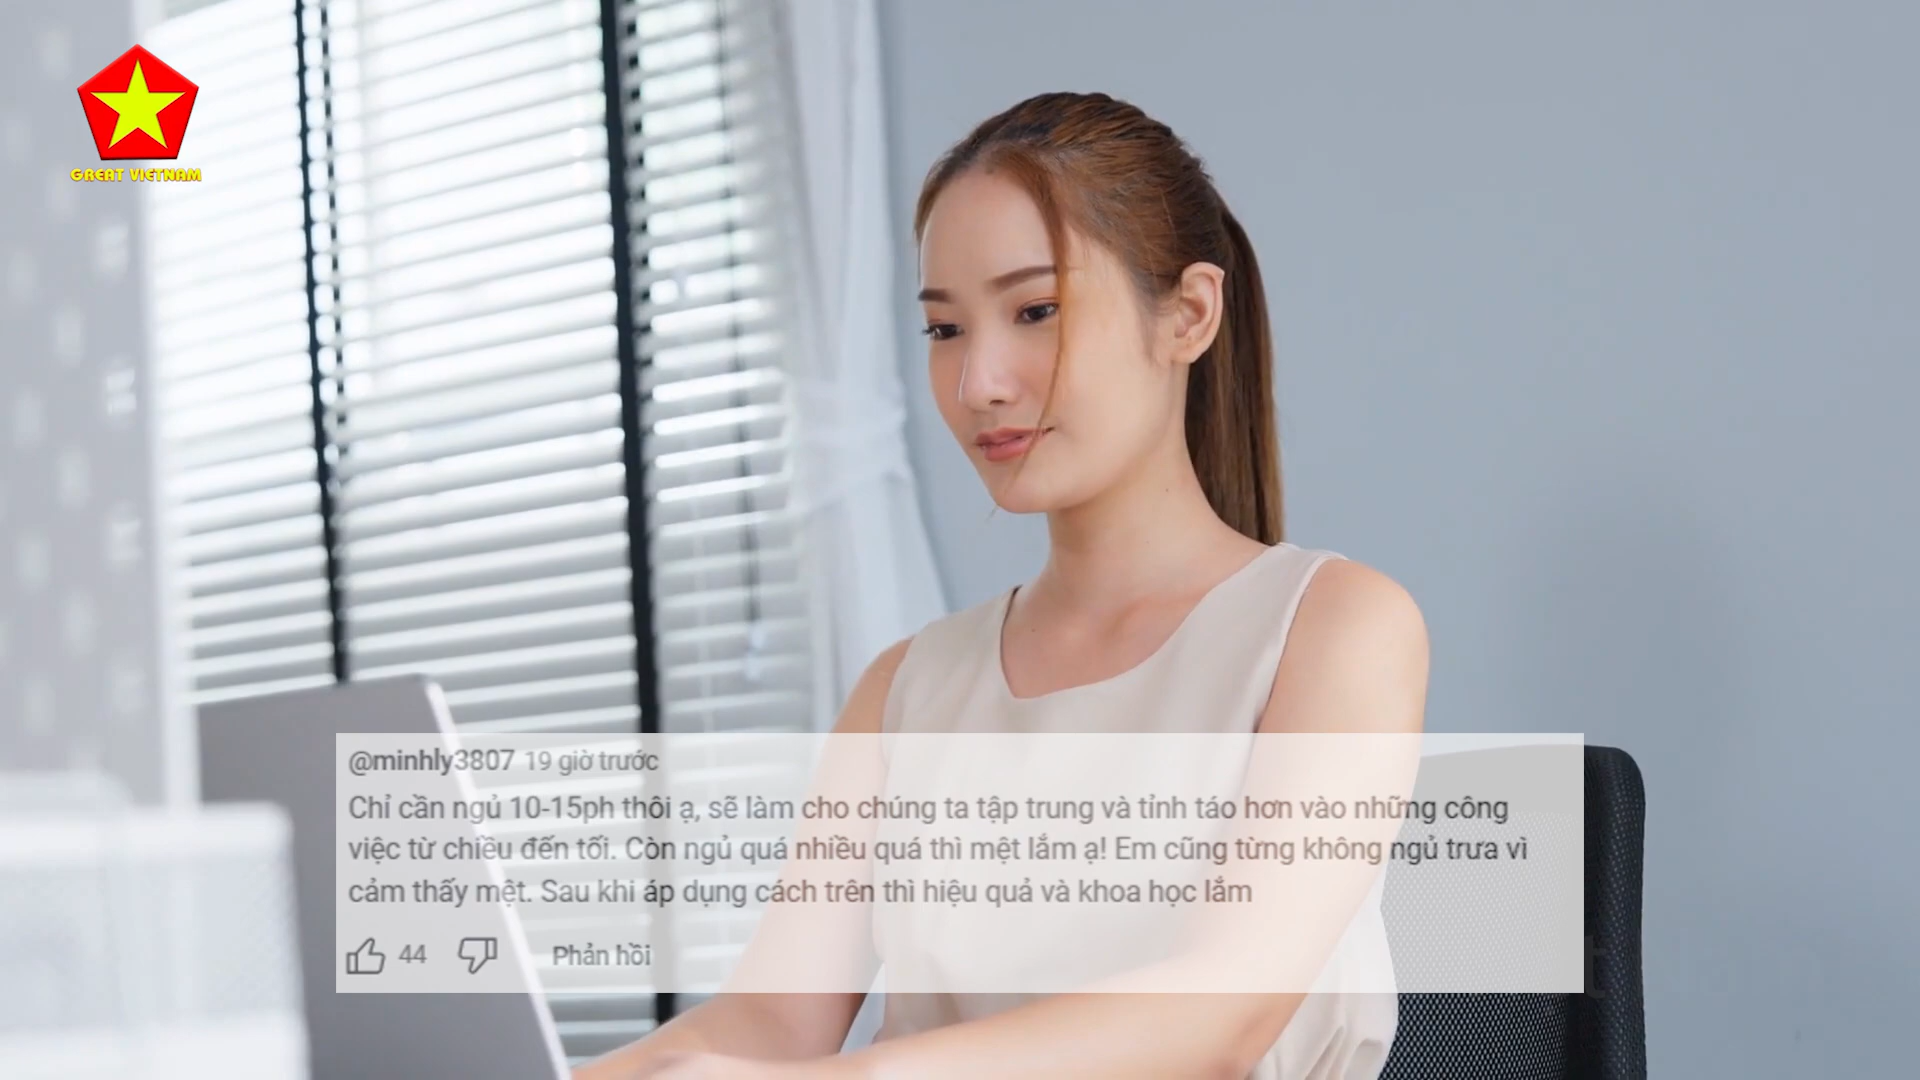 GREAT VIETNAM
@minhly3807 19 giờ trước
Chỉ cần ngủ 10-15ph thôi ạ, sẽ làm cho chúng ta tập trung và tỉnh táo hơn vào những công
việc từ chiều đến tối. Còn ngủ quá nhiều quá thì mệt lắm ạ! Em cũng từng không ngủ trưa vì
cảm thấy mệt. Sau khi áp dụng cách trên thì hiệu quả và khoa học lắm
44 Phản hồi